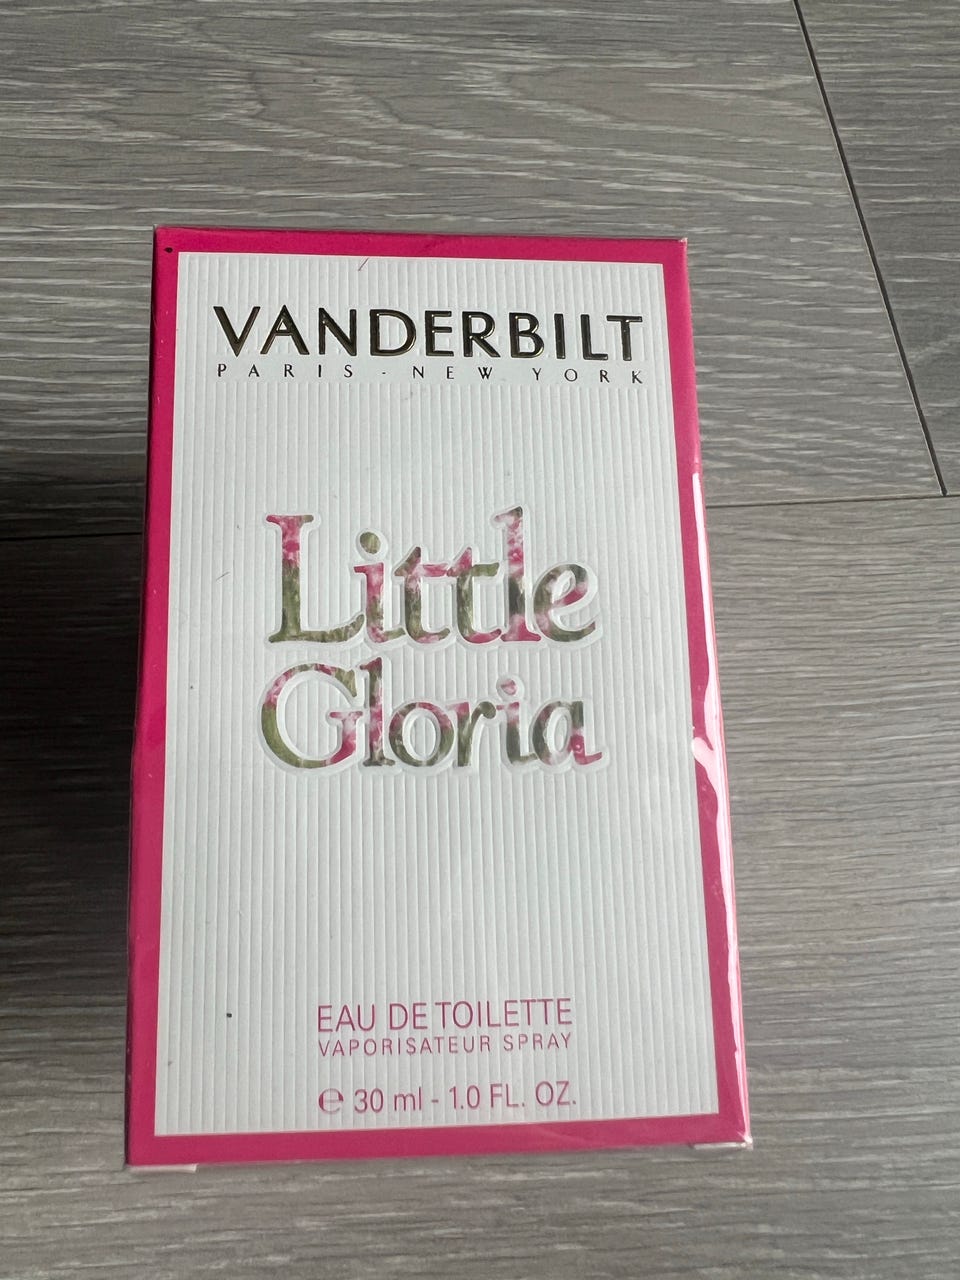 VANDERBILT
PARIS - NEW YORK
Little
Gloria
EAU DE TOILETTE
VAPORISATEUR SPRAY
℮ 30 ml - 1.0 FL. OZ.